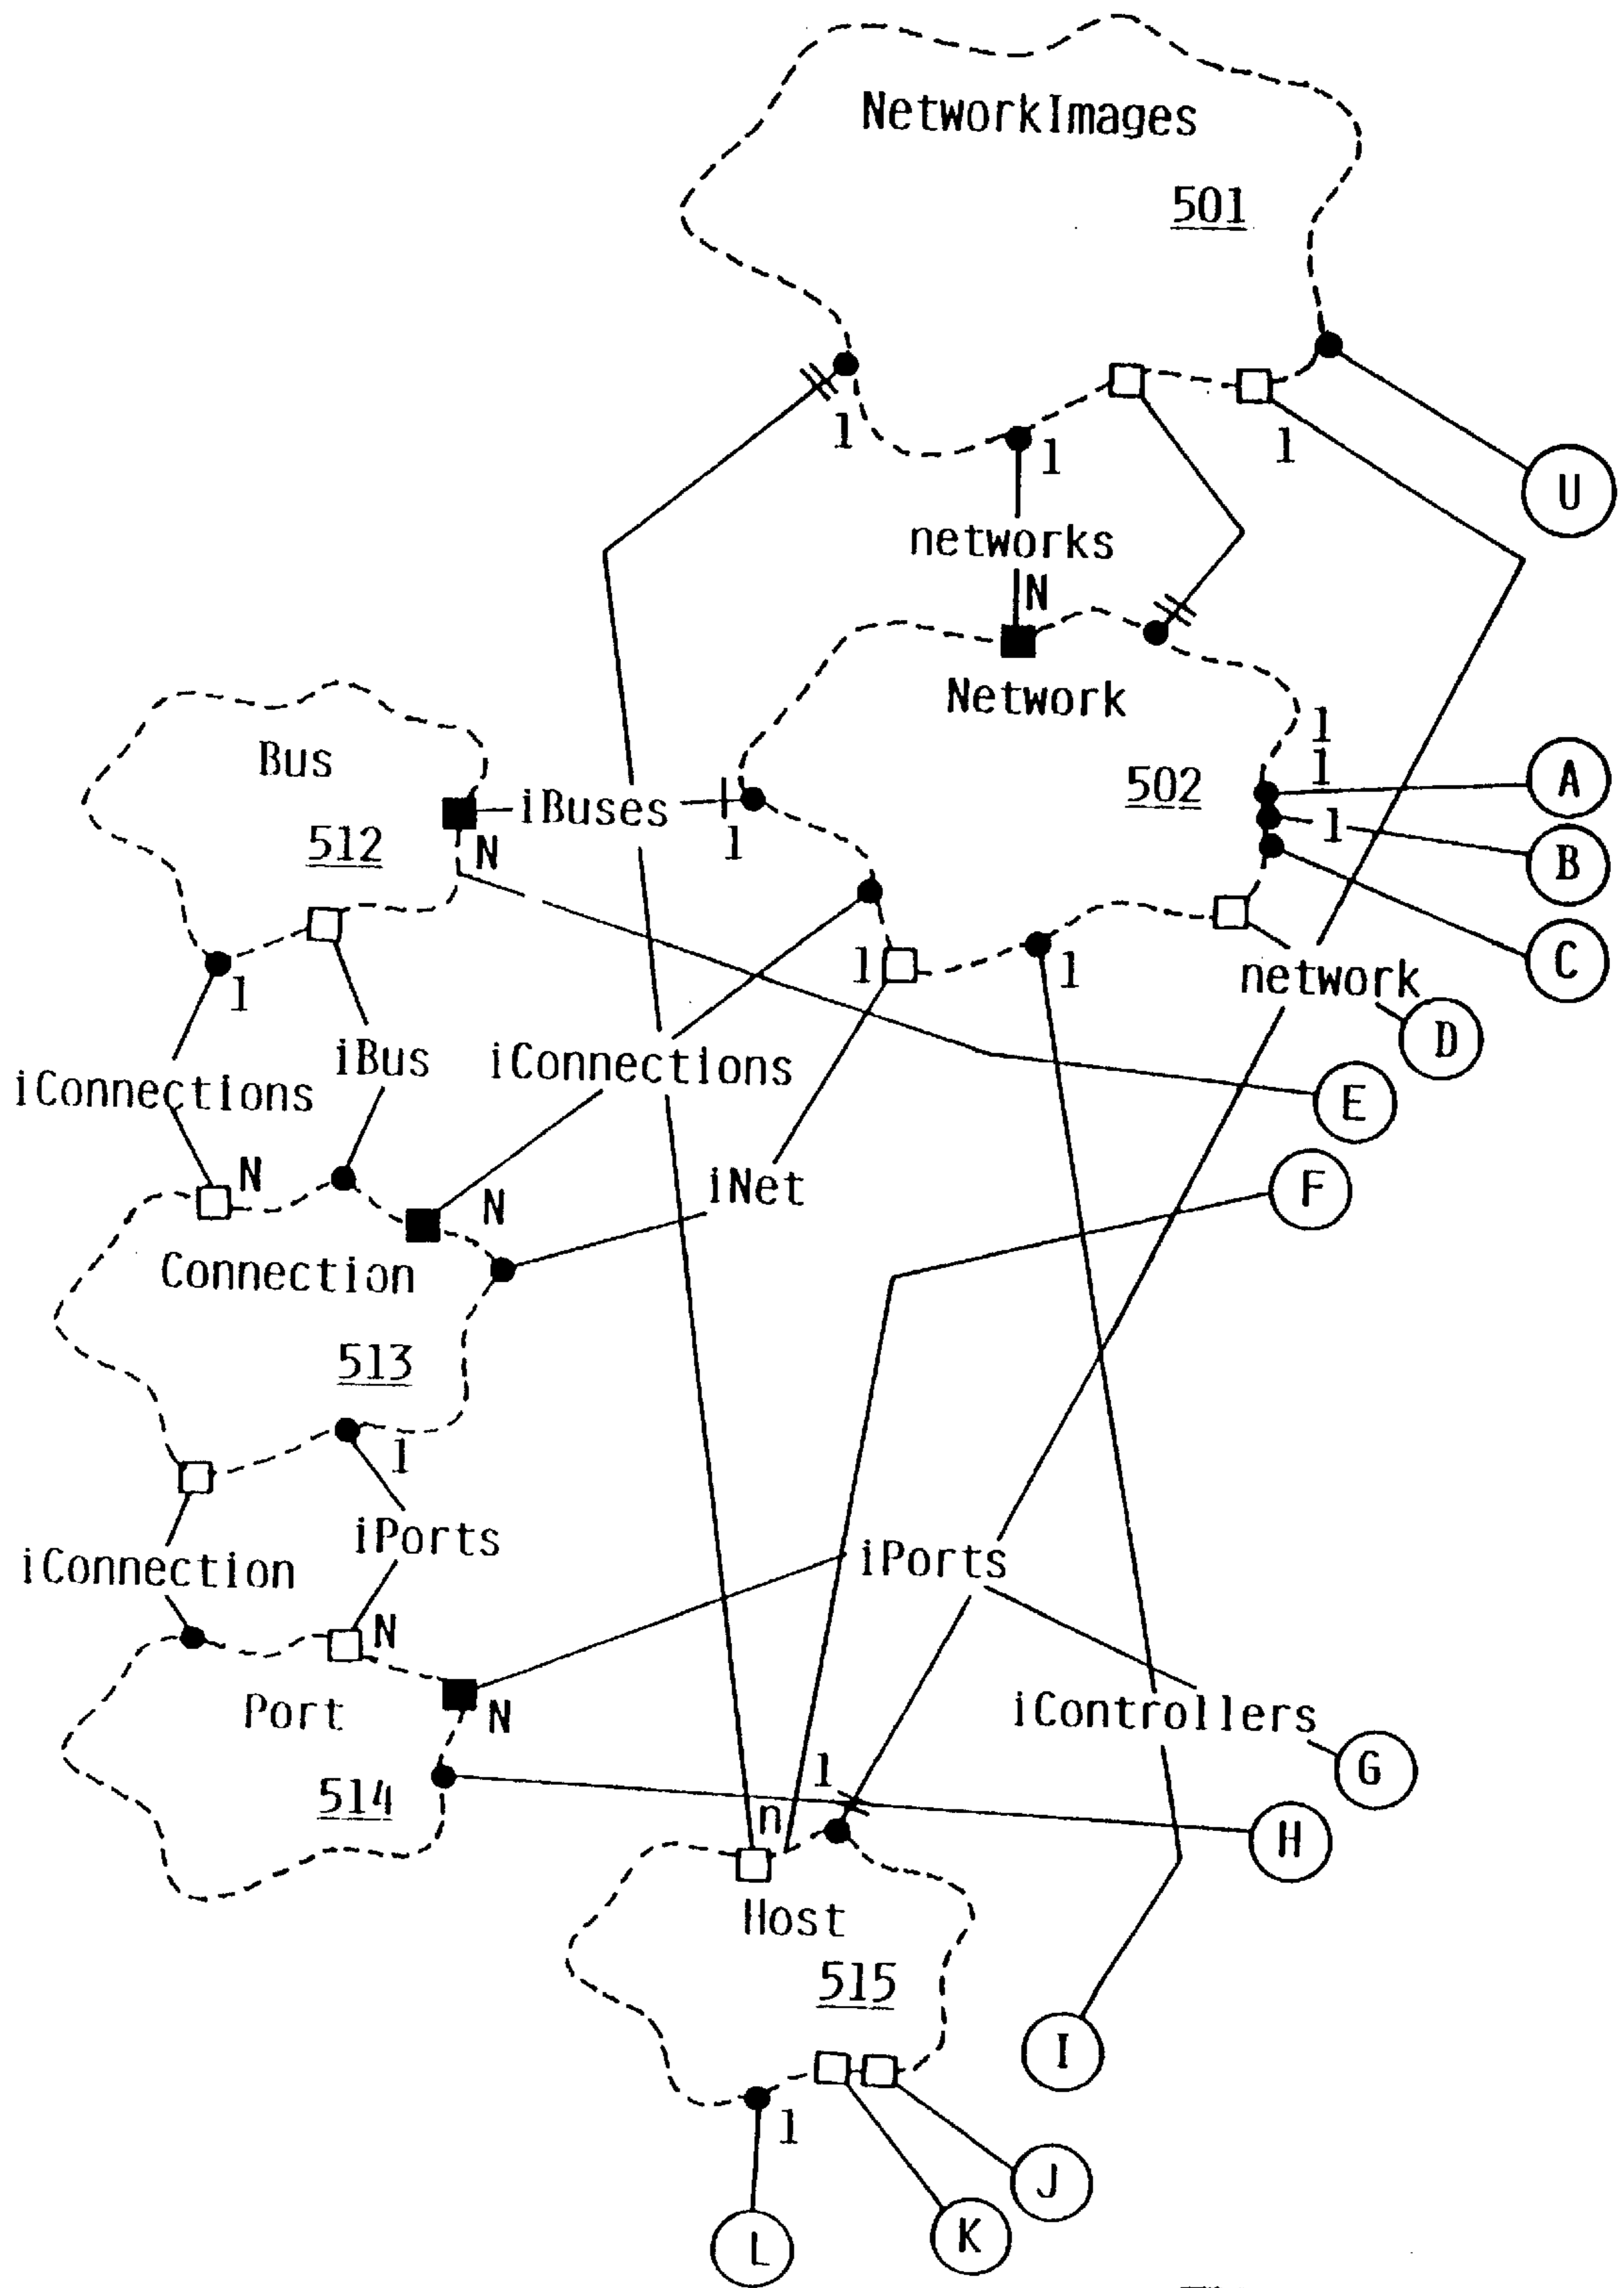 NetworkImages
501
1
1
1
U
networks
N
Network
1
1
Bus
502
A
iBuses
1
1
B
512
N
C
1
1
1
network
D
iBus
iConnections
iConnections
E
N
N
iNet
F
Connection
513
1
iPorts
iPorts
iConnection
N
Port
N
iControllers
1
G
514
n
H
Host
515
I
1
J
K
L